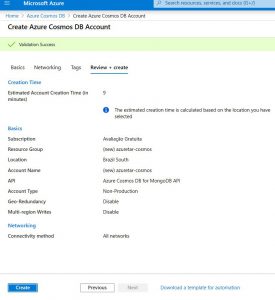 Microsoft Azure
Search resources, services, and docs (G+/)
Home > Azure Cosmos DB > Create Azure Cosmos DB Account
Create Azure Cosmos DB Account
Validation Success
Basics Networking Tags Review + create
Creation Time
Estimated Account Creation Time (in minutes) 9
The estimated creation time is calculated based on the location you have selected
Basics
Subscription Avaliação Gratuita
Resource Group (new) azuretar-cosmos
Location Brazil South
Account Name (new) azuretar-cosmos
API Azure Cosmos DB for MongoDB API
Account Type Non-Production
Geo-Redundancy Disable
Multi-region Writes Disable
Networking
Connectivity method All networks
Create Previous Next Download a template for automation